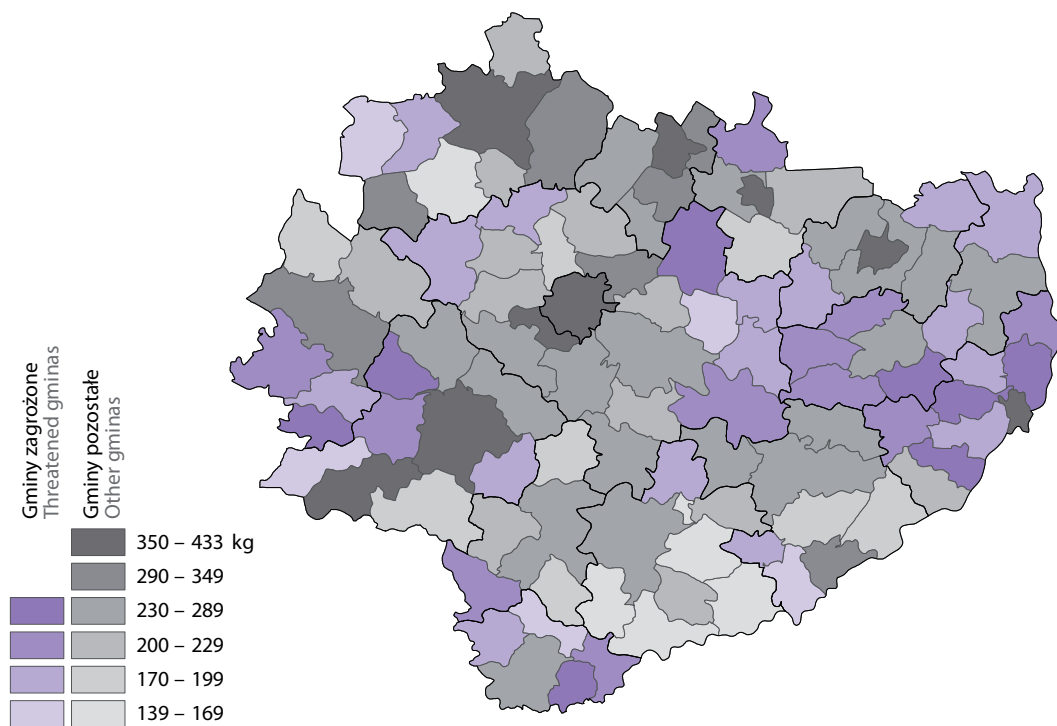 Gminy zagrożone
Threatened gminas
Gminy pozostałe
Other gminas
350 – 433 kg
290 – 349
230 – 289
200 – 229
170 – 199
139 – 169